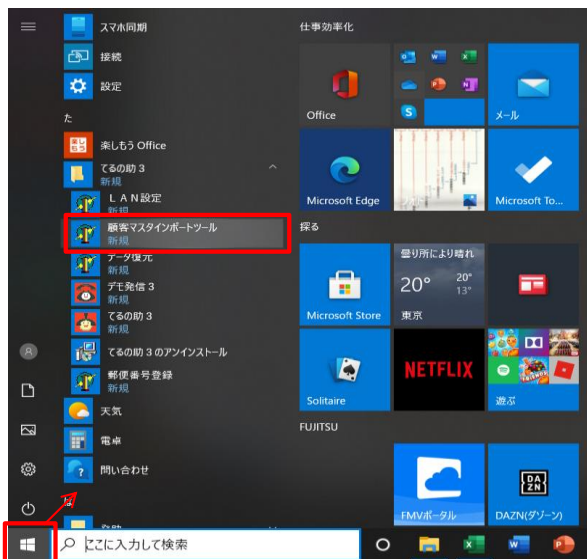 スマホ同期
接続
設定
た
楽しもう Office
てるの助 3
新規
ＬＡＮ設定
新規
顧客マスタインポートツール
新規
データ復元
新規
デモ発信 3
新規
てるの助 3
新規
てるの助 3 のアンインストール
郵便番号登録
新規
天気
電卓
問い合わせ
は
ここに入力して検索
仕事効率化
Office
メール
Microsoft Edge
フォト
Microsoft To...
探る
Microsoft Store
曇り所により晴れ
20°
20°
13°
東京
Solitaire
NETFLIX
遊ぶ
FUJITSU
FMVポータル
DA
ZN
DAZN(ダゾーン)